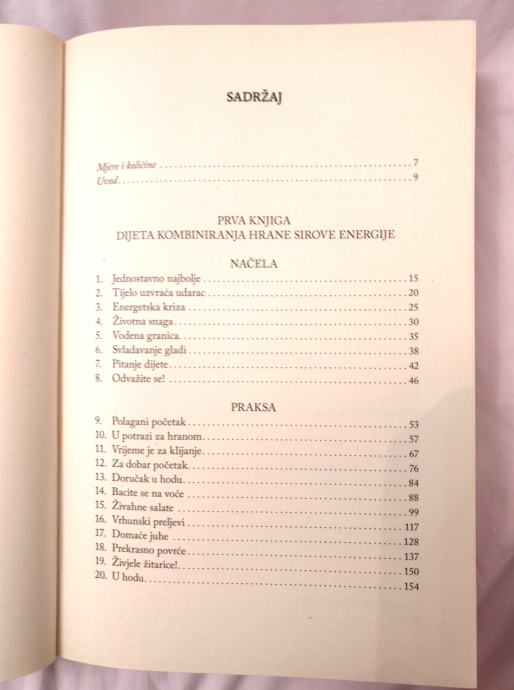 SADRŽAJ
Mjere i količine ........ 7
Uvod ........ 9
PRVA KNJIGA
DIJETA KOMBINIRANJA HRANE SIROVE ENERGIJE
NAČELA
1. Jednostavno najbolje ........ 15
2. Tijelo uzvraća udarac ........ 20
3. Energetska kriza ........ 25
4. Životna snaga ........ 30
5. Vodena granica ........ 35
6. Svladavanje gladi ........ 38
7. Pitanje dijete ........ 42
8. Odvažite se! ........ 46
PRAKSA
9. Polagani početak ........ 53
10. U potrazi za hranom ........ 57
11. Vrijeme je za klijanje ........ 67
12. Za dobar početak ........ 76
13. Doručak u hodu ........ 84
14. Bacite se na voće ........ 88
15. Živahne salate ........ 99
16. Vrhunski preljevi ........ 117
17. Domaće juhe ........ 128
18. Prekrasno povrće ........ 137
19. Živjele žitarice! ........ 150
20. U hodu ........ 154